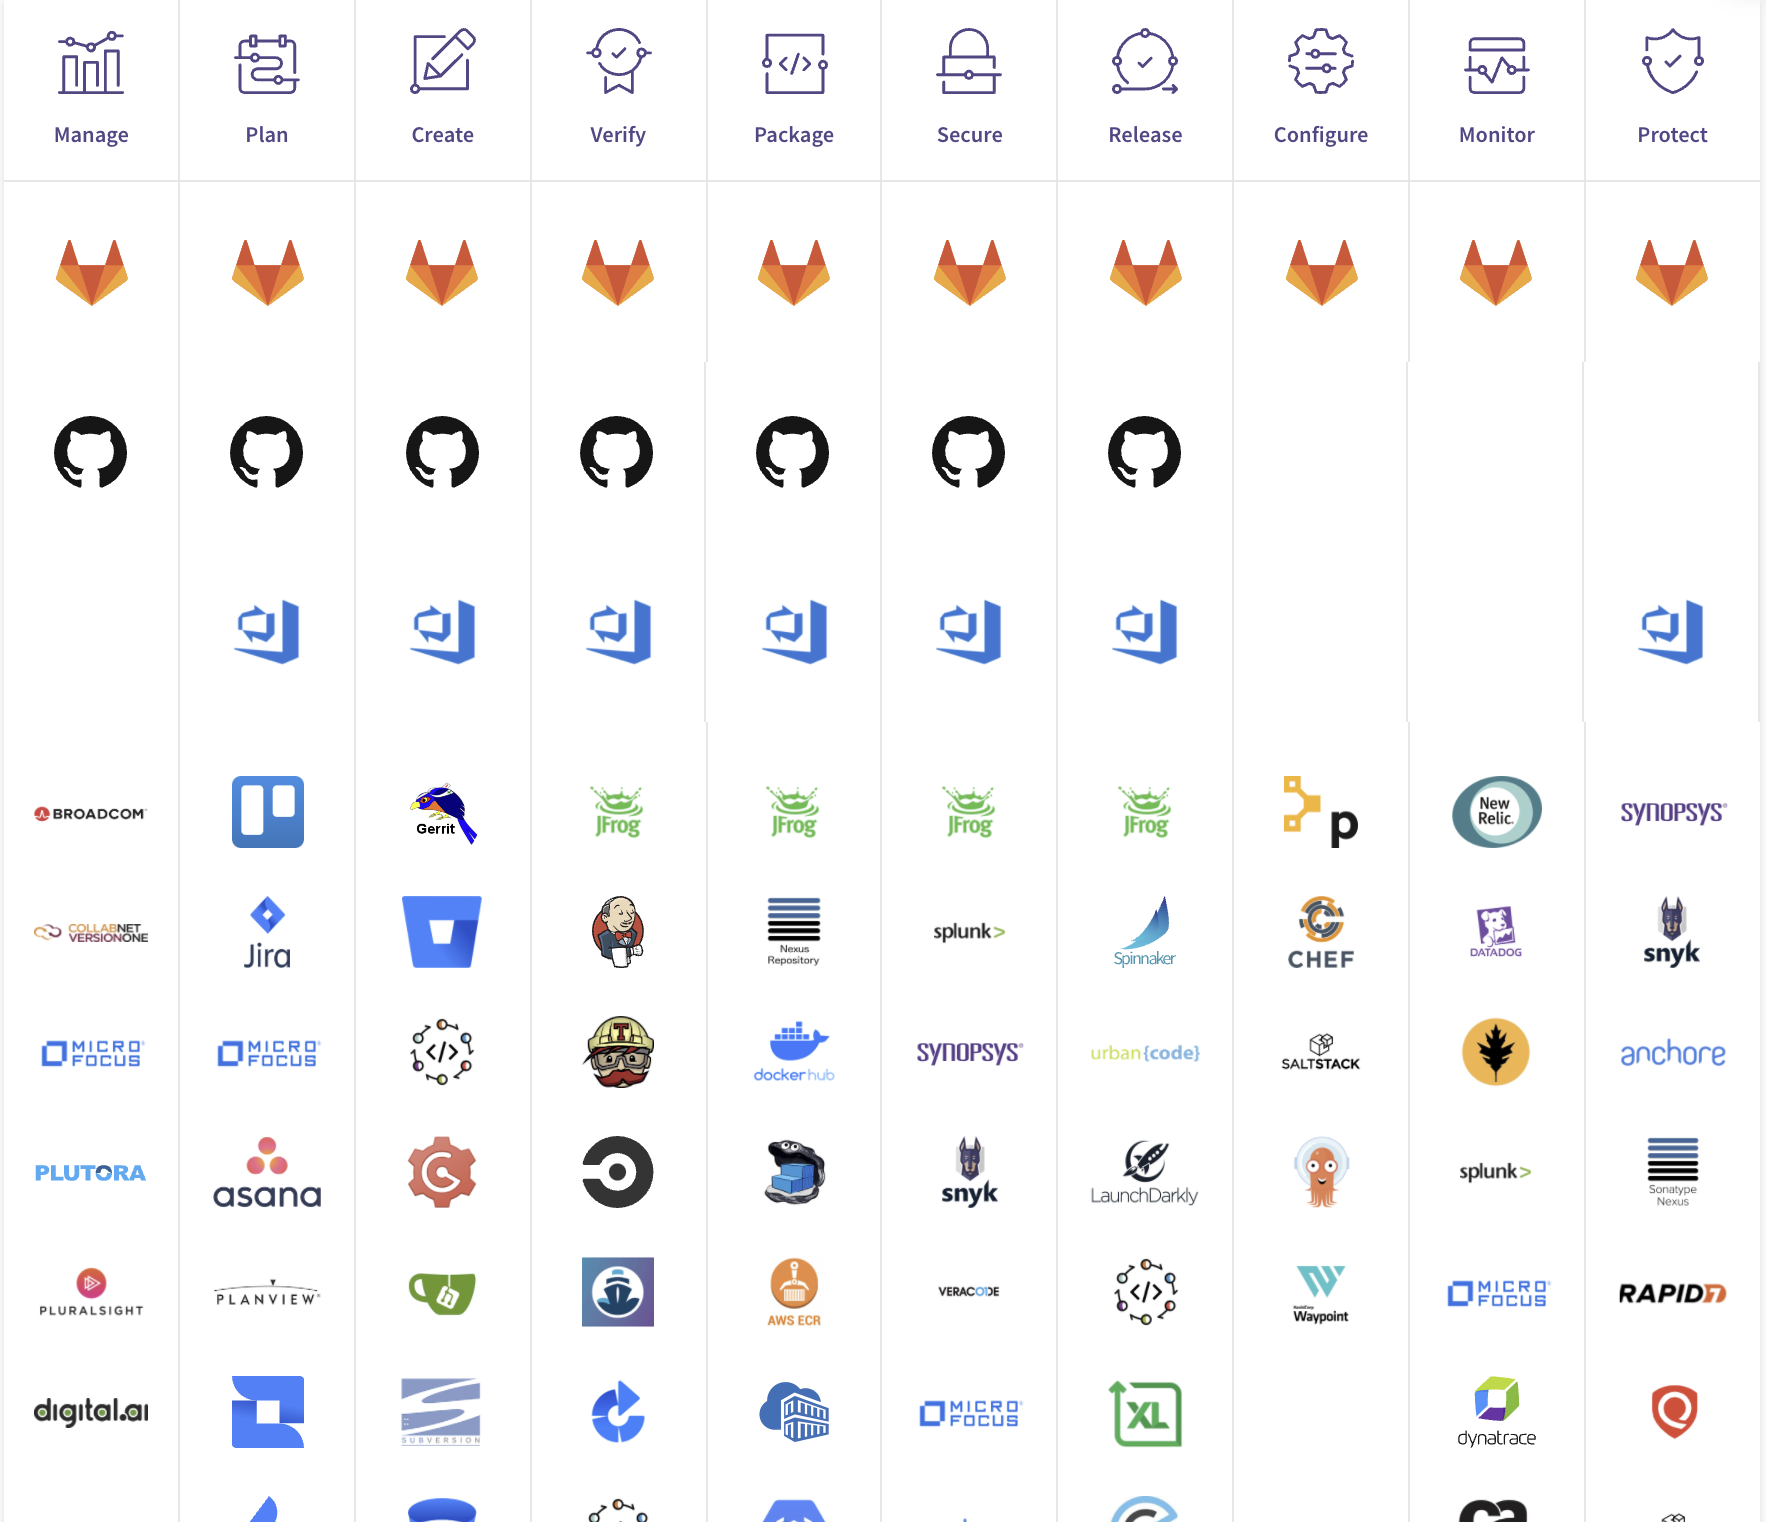 Manage Plan Create Verify Package Secure Release Configure Monitor Protect
BROADCOM Gerrit JFrog JFrog JFrog JFrog p New Relic. SYNOPSYS®
COLLABNET VERSIONONE Jira Nexus Repository splunk> Spinnaker CHEF DATADOG snyk
MICRO FOCUS® MICRO FOCUS® </> T docker hub SYNOPSYS® urban{code} SALTSTACK anchore
PLUTORA asana snyk LaunchDarkly splunk> Sonatype Nexus
PLURALSIGHT PLANVIEW® AWS ECR VERACODE </> HashiCorp Waypoint MICRO FOCUS® RAPID7
digital.ai SUBVERSION MICRO FOCUS® XL dynatrace
ca